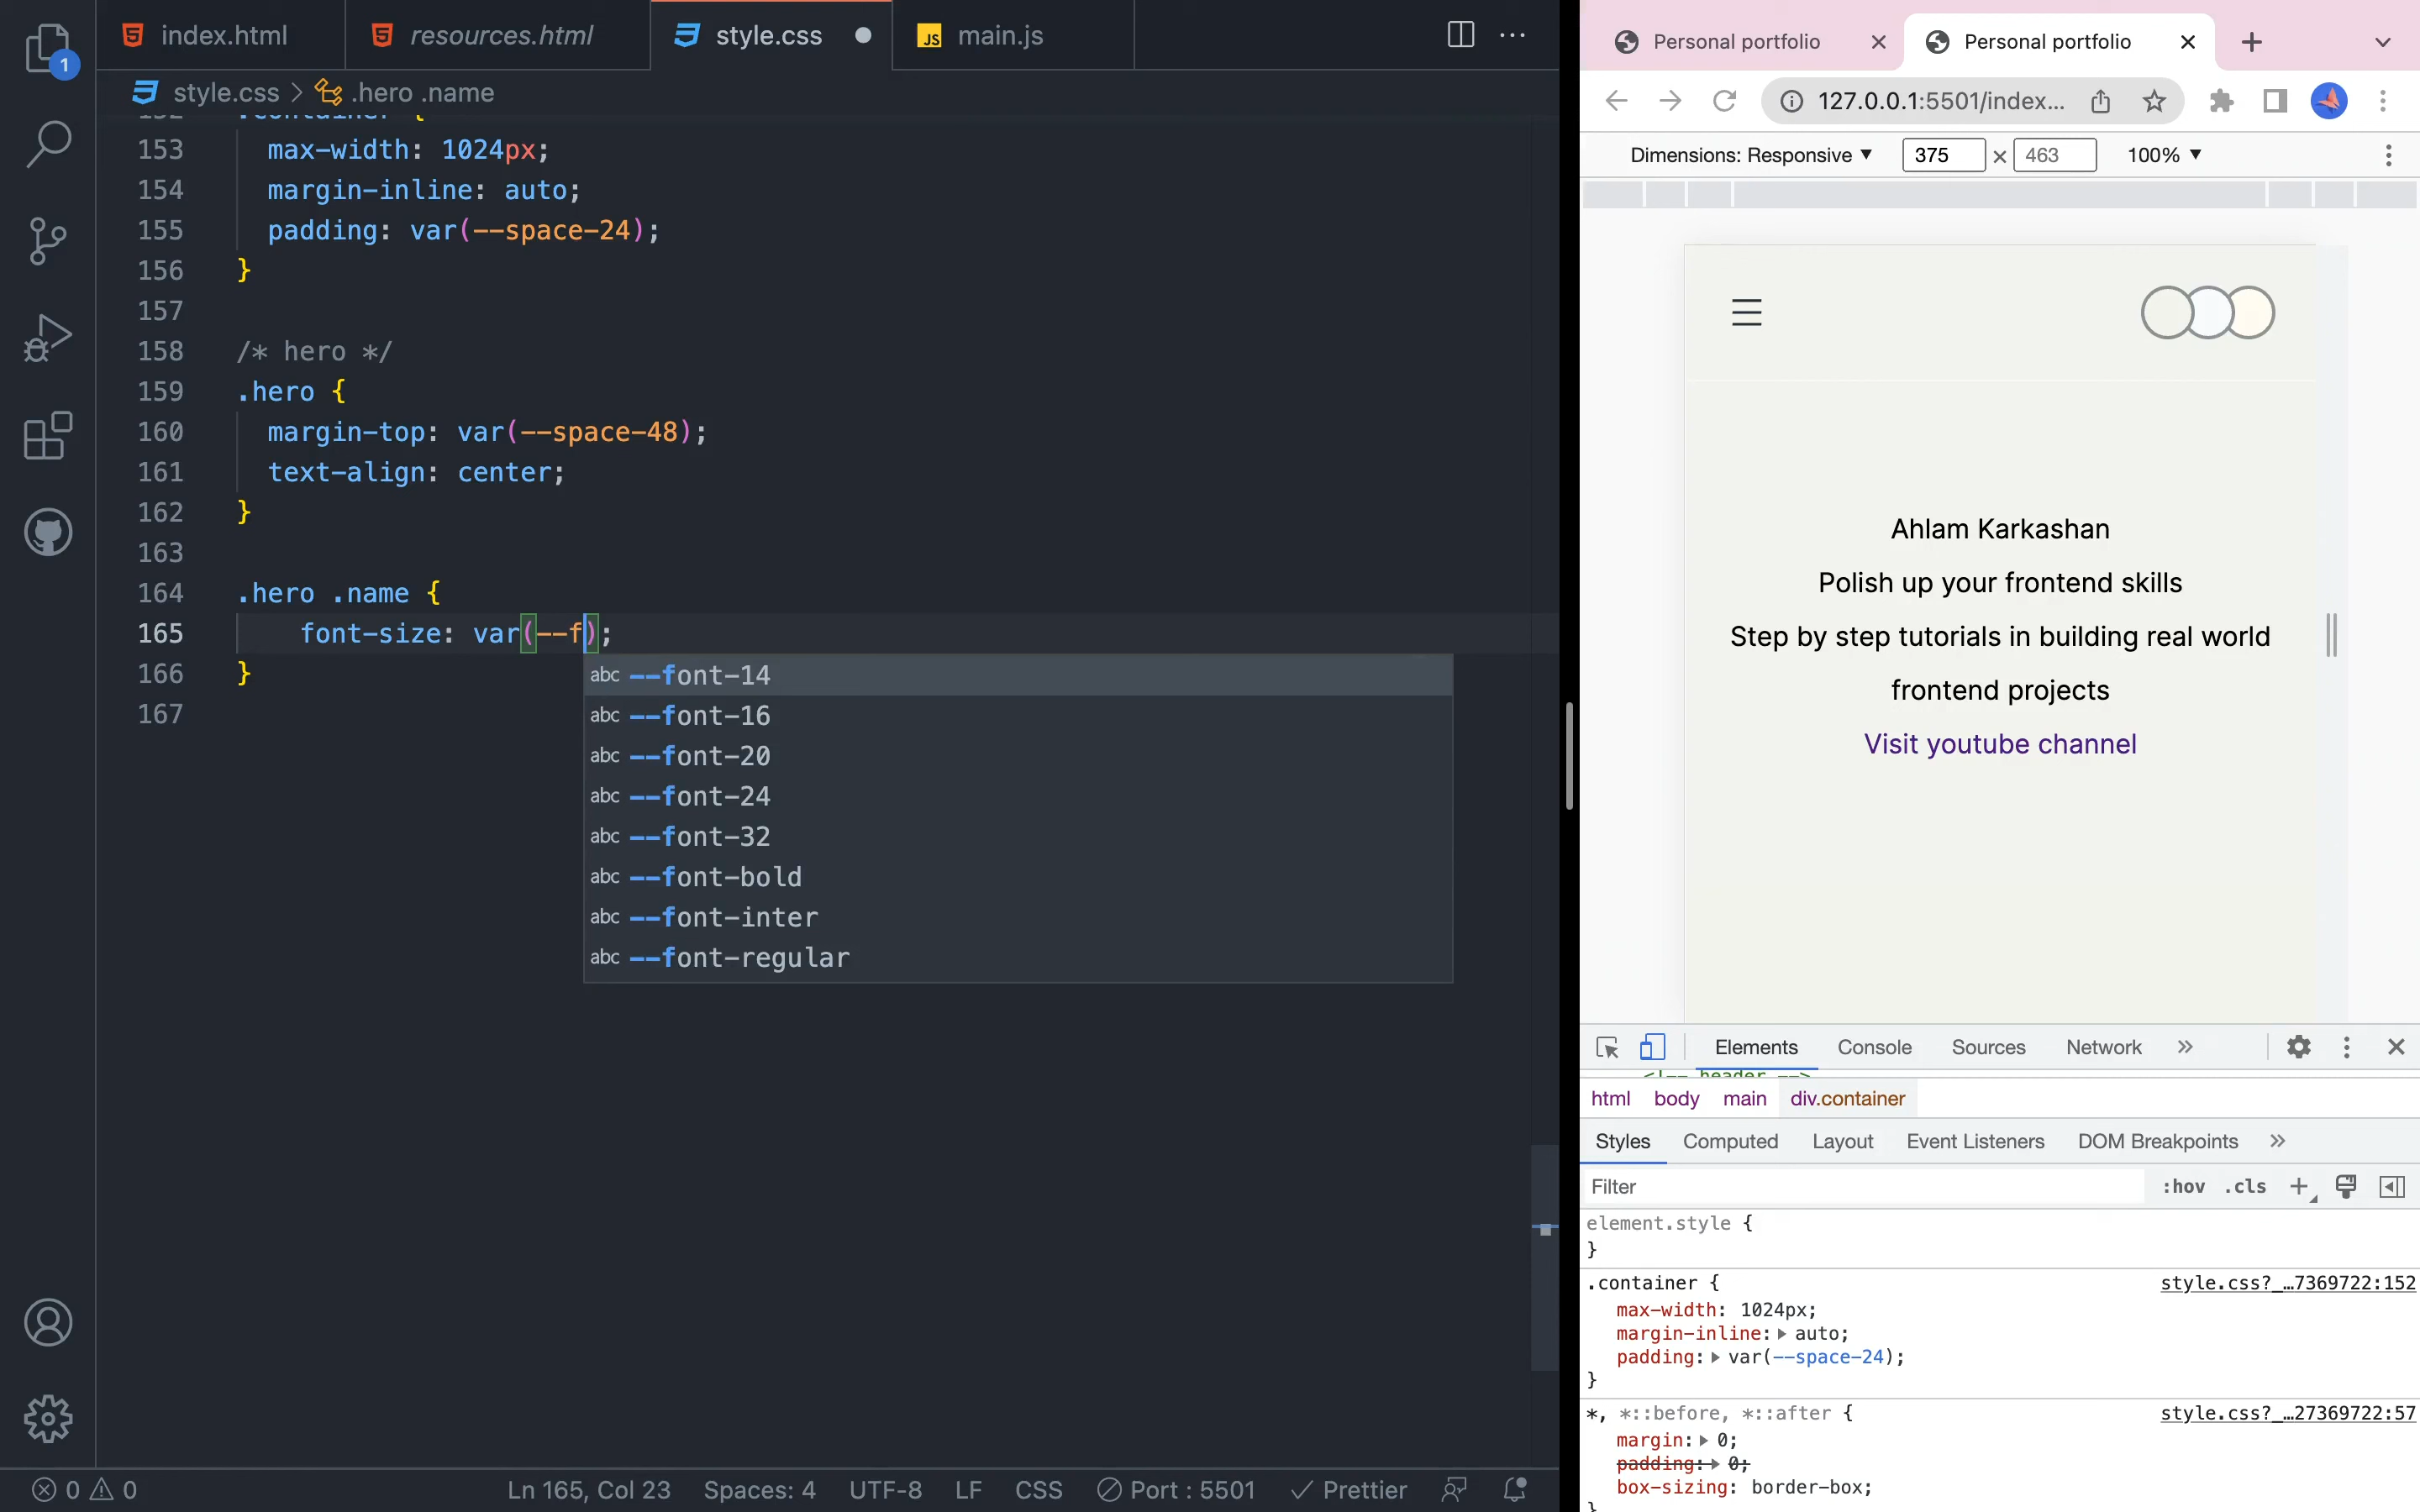 index.html
resources.html
style.css
main.js
1
style.css > .hero .name
152 .container {
153 max-width: 1024px;
154 margin-inline: auto;
155 padding: var(--space-24);
156 }
157
158 /* hero */
159 .hero {
160 margin-top: var(--space-48);
161 text-align: center;
162 }
163
164 .hero .name {
165 font-size: var(--f);
166 }
167
abc --font-14
abc --font-16
abc --font-20
abc --font-24
abc --font-32
abc --font-bold
abc --font-inter
abc --font-regular
0 0
Ln 165, Col 23
Spaces: 4
UTF-8
LF
CSS
Port : 5501
Prettier
Personal portfolio
Personal portfolio
127.0.0.1:5501/index...
Dimensions: Responsive
375
×
463
100%
Ahlam Karkashan
Polish up your frontend skills
Step by step tutorials in building real world
frontend projects
Visit youtube channel
Elements
Console
Sources
Network
<!-- header -->
html
body
main
div.container
Styles
Computed
Layout
Event Listeners
DOM Breakpoints
Filter
:hov
.cls
element.style {
}
.container {
style.css?_…7369722:152
max-width: 1024px;
margin-inline: auto;
padding: var(--space-24);
}
*, *::before, *::after {
style.css?_…27369722:57
margin: 0;
padding: 0;
box-sizing: border-box;
}